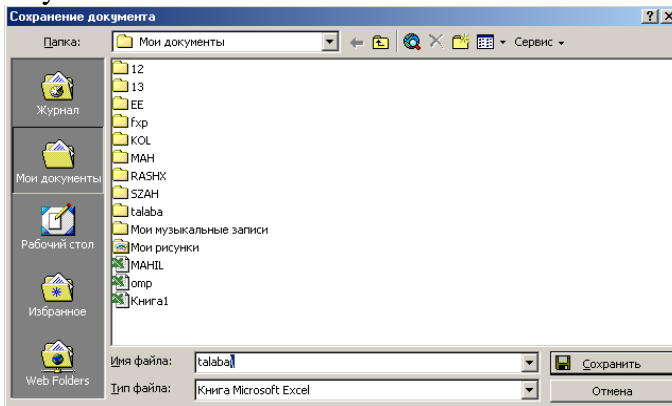 Сохранение документа
Папка: Мои документы Сервис
Журнал
Мои документы
Рабочий стол
Избранное
Web Folders
12
13
EE
fxp
KOL
MAH
RASHX
SZAH
talaba
Мои музыкальные записи
Мои рисунки
MAHIL
omp
Книга1
Имя файла: talaba Сохранить
Тип файла: Книга Microsoft Excel Отмена